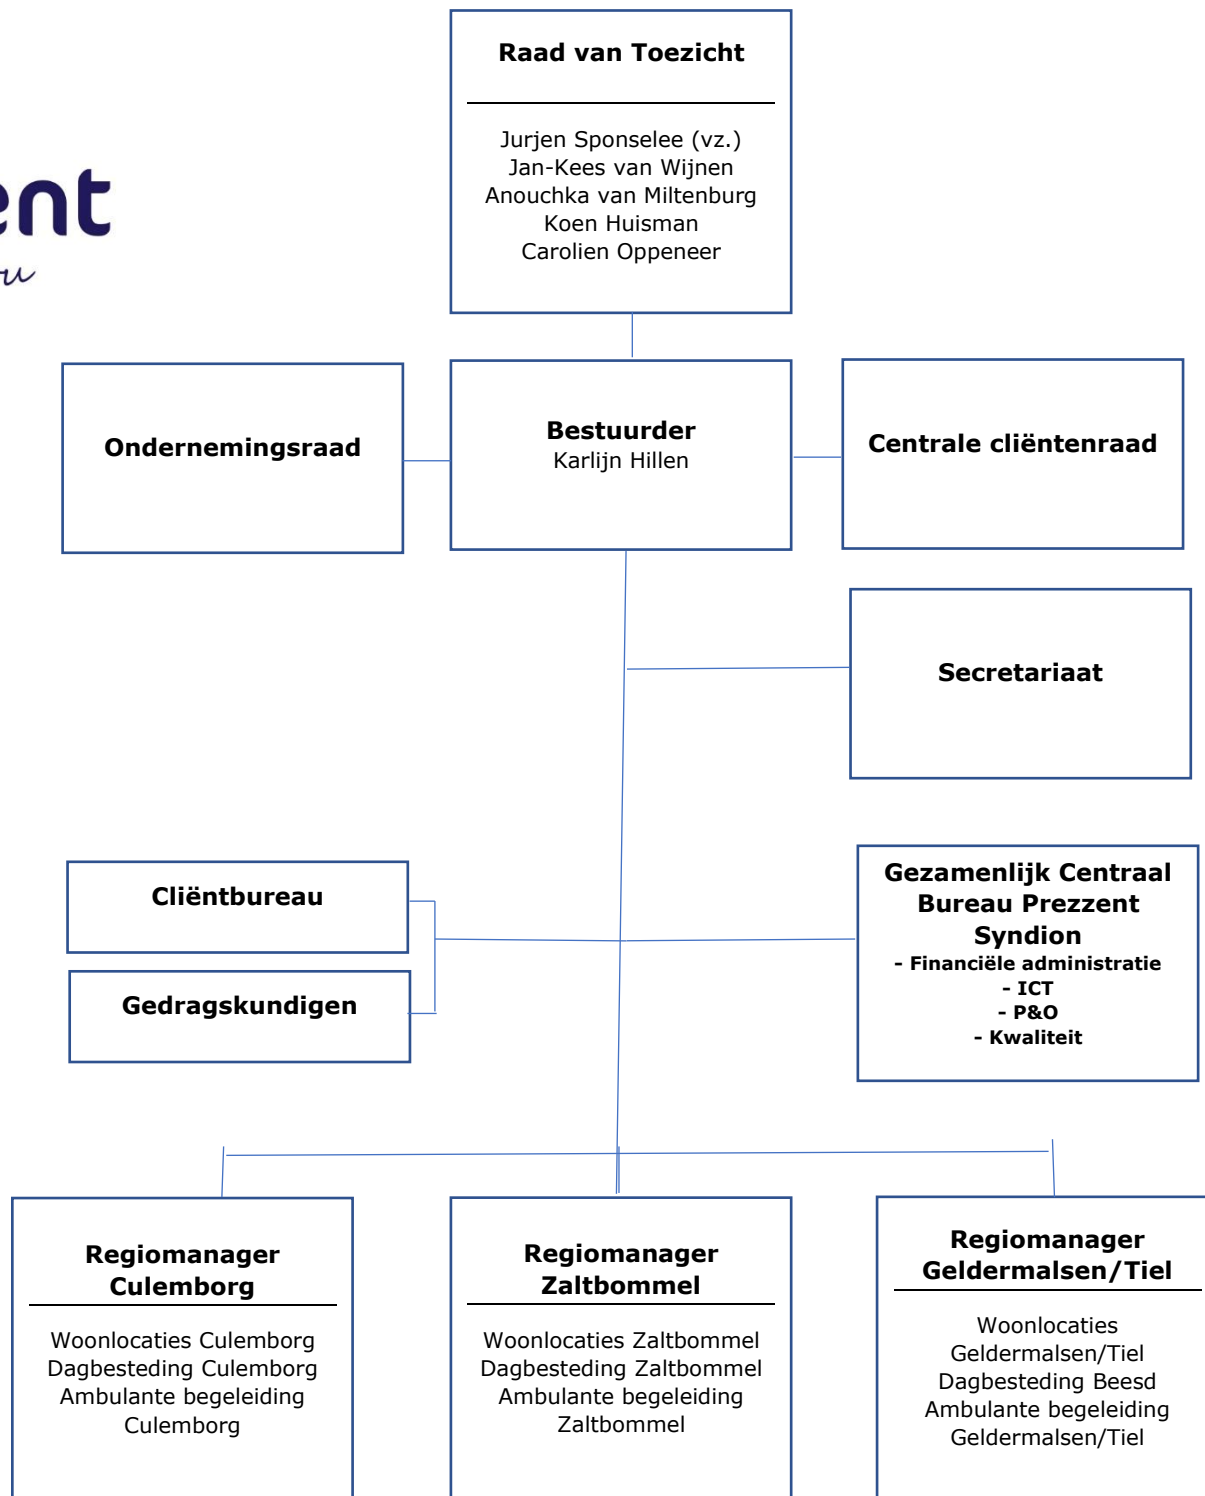 Raad van Toezicht
Jurjen Sponselee (vz.)
Jan-Kees van Wijnen
Anouchka van Miltenburg
Koen Huisman
Carolien Oppeneer
ent
Ondernemingsraad
Bestuurder
Karlijn Hillen
Centrale cliëntenraad
Secretariaat
Cliëntbureau
Gedragskundigen
Gezamenlijk Centraal
Bureau Prezzent
Syndion
- Financiële administratie
- ICT
- P&O
- Kwaliteit
Regiomanager
Culemborg
Woonlocaties Culemborg
Dagbesteding Culemborg
Ambulante begeleiding
Culemborg
Regiomanager
Zaltbommel
Woonlocaties Zaltbommel
Dagbesteding Zaltbommel
Ambulante begeleiding
Zaltbommel
Regiomanager
Geldermalsen/Tiel
Woonlocaties
Geldermalsen/Tiel
Dagbesteding Beesd
Ambulante begeleiding
Geldermalsen/Tiel